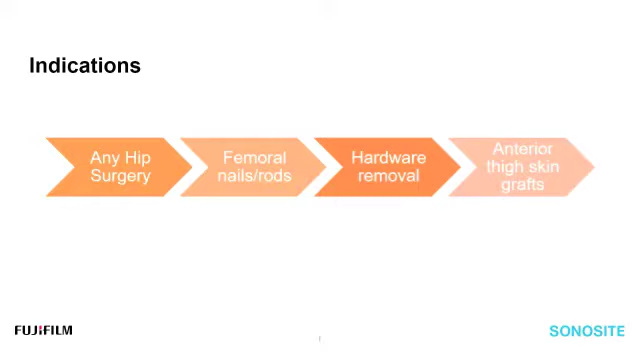 Indications
Any Hip
Surgery
Femoral
nails/rods
Hardware
removal
Anterior
thigh skin
grafts
FUJIFILM
SONOSITE